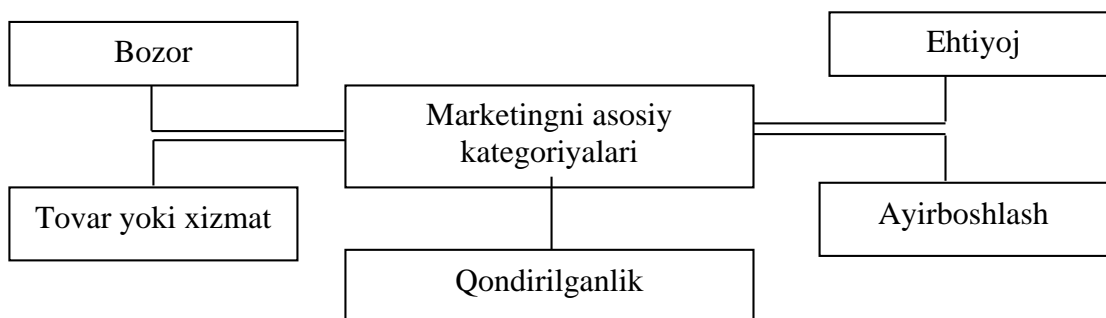 Bozor
Ehtiyoj
Marketingni asosiy
kategoriyalari
Tovar yoki xizmat
Ayirboshlash
Qondirilganlik